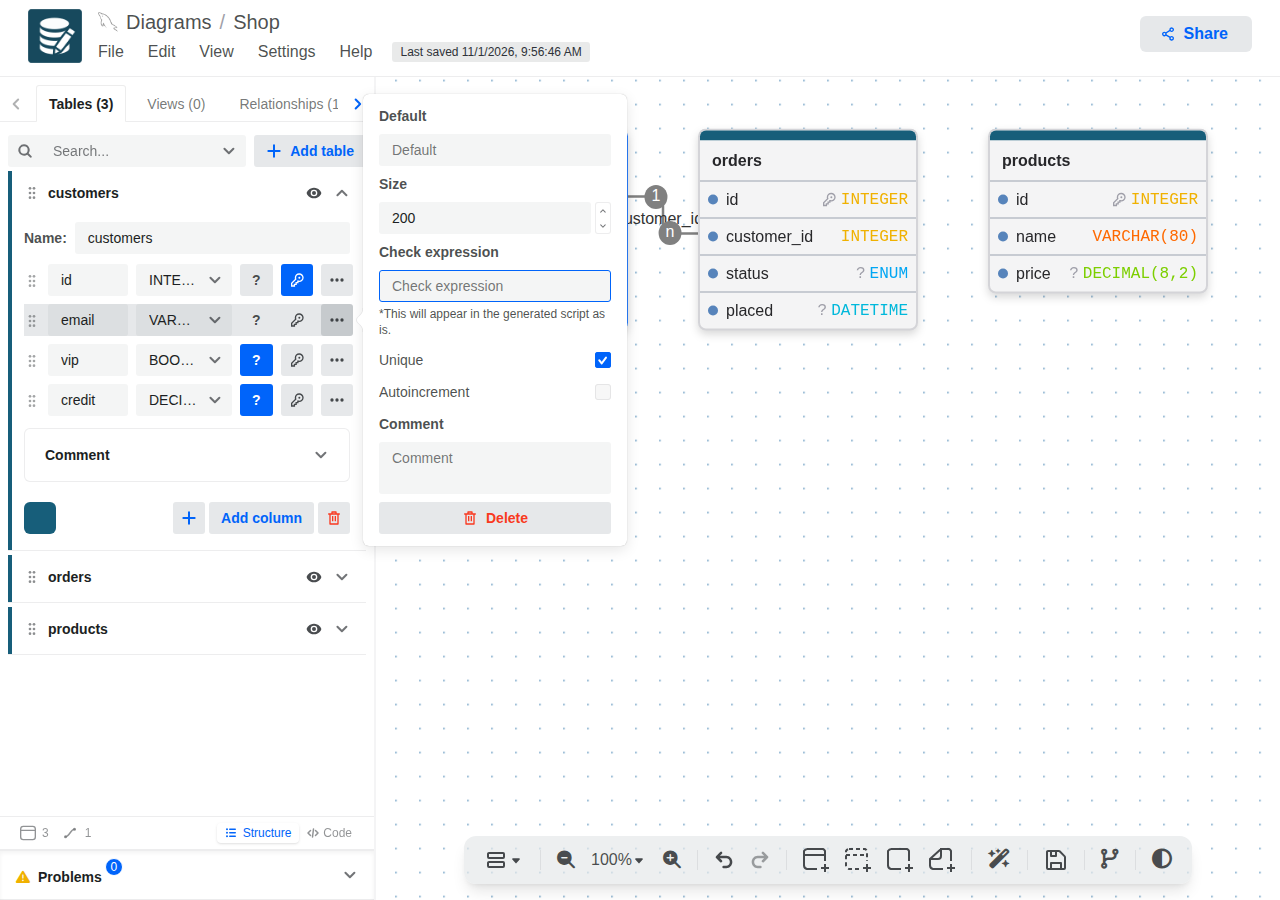 Diagrams / Shop
File Edit View Settings Help
Last saved 11/1/2026, 9:56:46 AM
Share
Tables (3)
Views (0)
Relationships (1
Search...
Add table
customers
Name: customers
id INTE... ?
email VAR... ?
vip BOO... ?
credit DECI... ?
Comment
Add column
orders
products
3 1
Structure
Code
Problems 0
Default
Default
Size
200
Check expression
Check expression
*This will appear in the generated script as
is.
Unique
Autoincrement
Comment
Comment
Delete
1
n
orders
id INTEGER
customer_id INTEGER
status ? ENUM
placed ? DATETIME
products
id INTEGER
name VARCHAR(80)
price ? DECIMAL(8,2)
100%